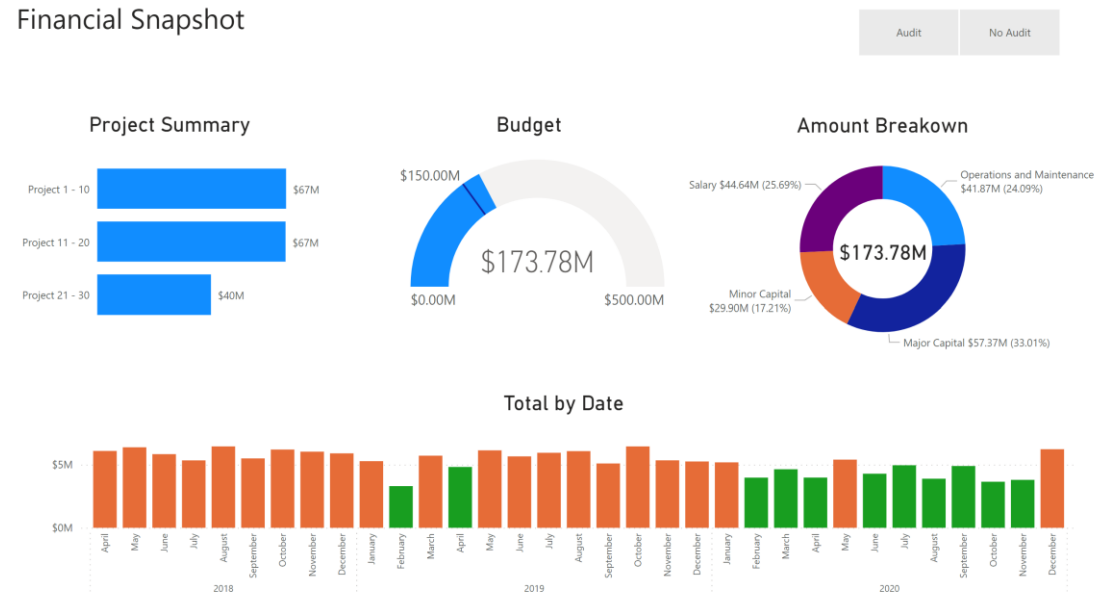 Financial Snapshot
Audit
No Audit
Project Summary
Project 1 - 10
$67M
Project 11 - 20
$67M
Project 21 - 30
$40M
Budget
$150.00M
$173.78M
$0.00M
$500.00M
Amount Breakown
Salary $44.64M (25.69%)
Operations and Maintenance
$41.87M (24.09%)
$173.78M
Minor Capital
$29.90M (17.21%)
Major Capital $57.37M (33.01%)
Total by Date
$5M
$0M
April
May
June
July
August
September
October
November
December
January
February
March
April
May
June
July
August
September
October
November
December
January
February
March
April
May
June
July
August
September
October
November
December
2018
2019
2020